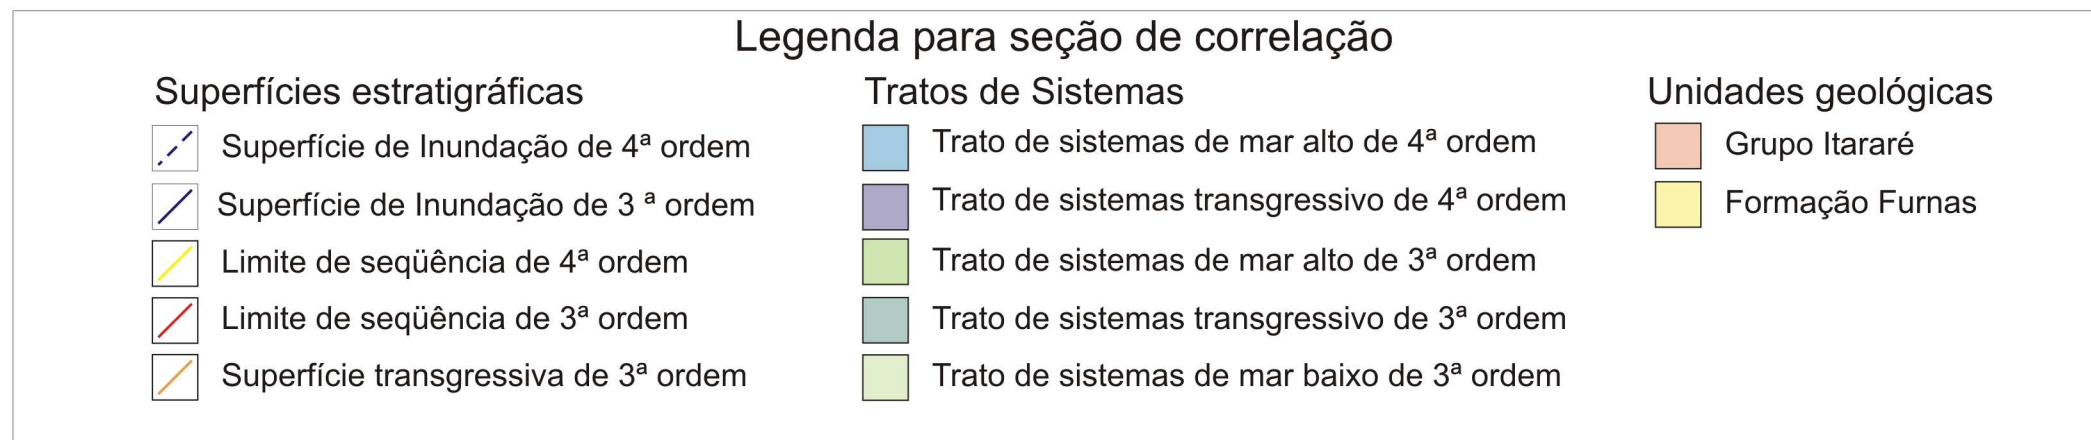 Legenda para seção de correlação
Superfícies estratigráficas
Superfície de Inundação de 4ª ordem
Superfície de Inundação de 3 ª ordem
Limite de seqüência de 4ª ordem
Limite de seqüência de 3ª ordem
Superfície transgressiva de 3ª ordem
Tratos de Sistemas
Trato de sistemas de mar alto de 4ª ordem
Trato de sistemas transgressivo de 4ª ordem
Trato de sistemas de mar alto de 3ª ordem
Trato de sistemas transgressivo de 3ª ordem
Trato de sistemas de mar baixo de 3ª ordem
Unidades geológicas
Grupo Itararé
Formação Furnas